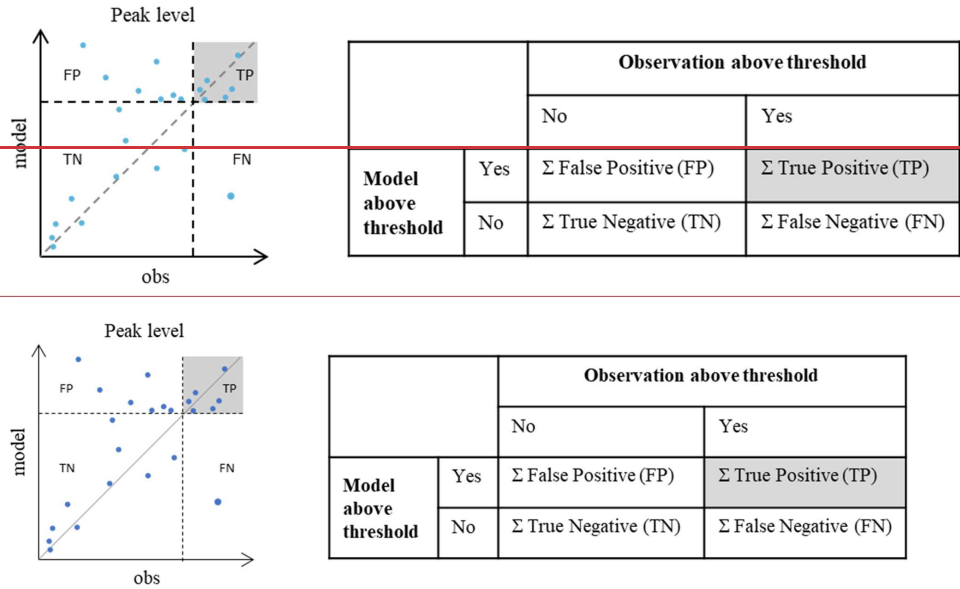 Peak level
FP
TP
model
TN
FN
obs
Observation above threshold
No
Yes
Model
above
threshold
Yes
Σ False Positive (FP)
Σ True Positive (TP)
No
Σ True Negative (TN)
Σ False Negative (FN)
Peak level
FP
TP
model
TN
FN
obs
Observation above threshold
No
Yes
Model
above
threshold
Yes
Σ False Positive (FP)
Σ True Positive (TP)
No
Σ True Negative (TN)
Σ False Negative (FN)